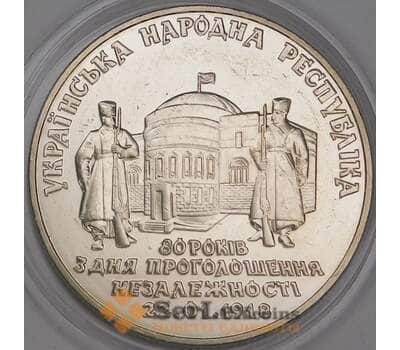 УКРАЇНСЬКА НАРОДНА РЕСПУБЛІКА
80 РОКІВ
З ДНЯ ПРОГОЛОШЕННЯ
НЕЗАЛЕЖНОСТІ